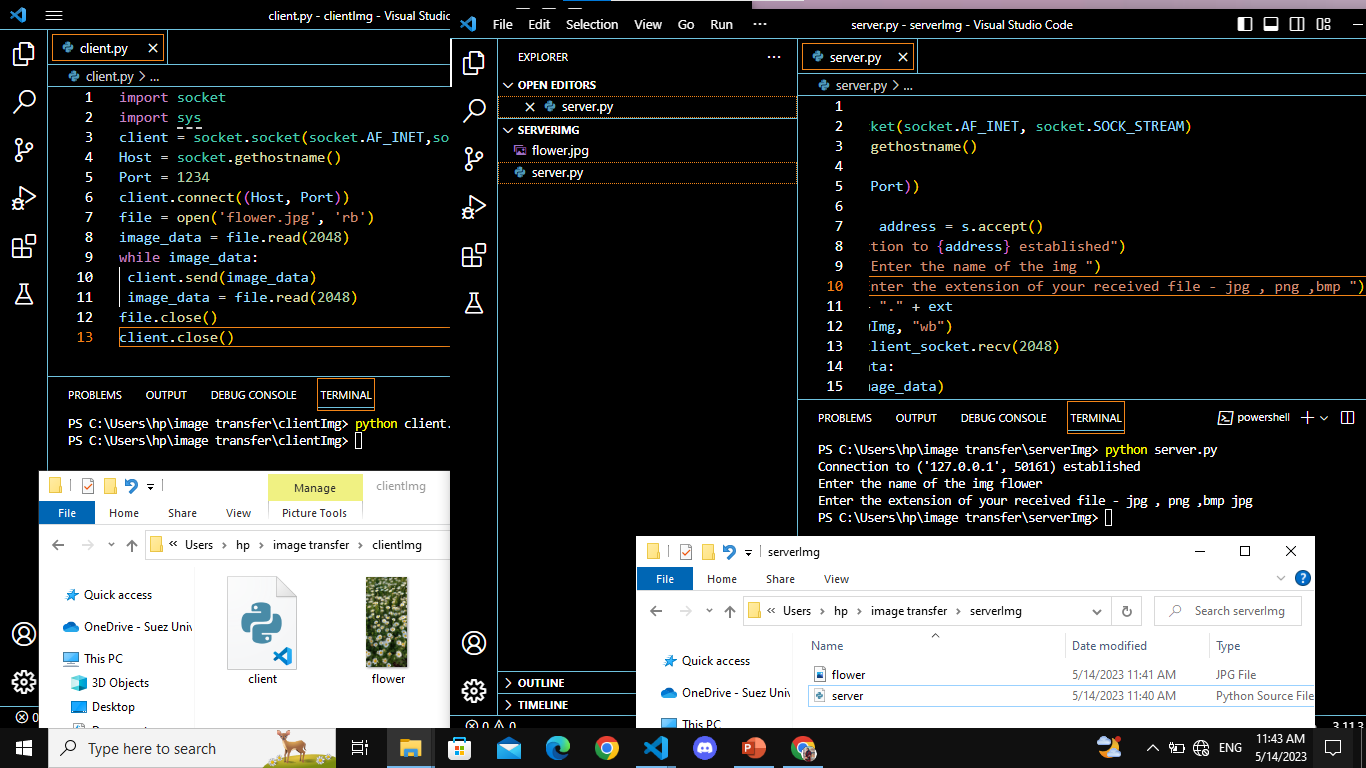 client.py - clientImg - Visual Studio
client.py
client.py > ...
1 import socket
2 import sys
3 client = socket.socket(socket.AF_INET,so
4 Host = socket.gethostname()
5 Port = 1234
6 client.connect((Host, Port))
7 file = open('flower.jpg', 'rb')
8 image_data = file.read(2048)
9 while image_data:
10 client.send(image_data)
11 image_data = file.read(2048)
12 file.close()
13 client.close()
PROBLEMS OUTPUT DEBUG CONSOLE TERMINAL
PS C:\Users\hp\image transfer\clientImg> python client.
PS C:\Users\hp\image transfer\clientImg>
File Edit Selection View Go Run ...
server.py - serverImg - Visual Studio Code
EXPLORER
OPEN EDITORS
server.py
SERVERIMG
flower.jpg
server.py
OUTLINE
TIMELINE
server.py
server.py > ...
1
2 ket(socket.AF_INET, socket.SOCK_STREAM)
3 gethostname()
4
5 Port))
6
7 address = s.accept()
8 tion to {address} established")
9 Enter the name of the img ")
10 nter the extension of your received file - jpg , png ,bmp ")
11 "." + ext
12 Img, "wb")
13 lient_socket.recv(2048)
14 ta:
15 age_data)
PROBLEMS OUTPUT DEBUG CONSOLE TERMINAL
powershell
PS C:\Users\hp\image transfer\serverImg> python server.py
Connection to ('127.0.0.1', 50161) established
Enter the name of the img flower
Enter the extension of your received file - jpg , png ,bmp jpg
PS C:\Users\hp\image transfer\serverImg>
Manage clientImg
File Home Share View Picture Tools
« Users > hp > image transfer > clientImg
Quick access
OneDrive - Suez Univ
This PC
3D Objects
Desktop
client
flower
serverImg
File Home Share View
« Users > hp > image transfer > serverImg
Search serverImg
Quick access
OneDrive - Suez Univ
This PC
Name Date modified Type
flower 5/14/2023 11:41 AM JPG File
server 5/14/2023 11:40 AM Python Source File
0
0 0
3.11.3
Type here to search
ENG
11:43 AM
5/14/2023